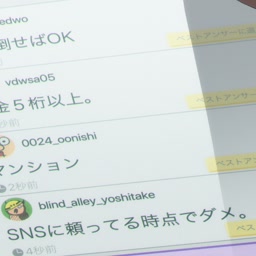 edwo
倒せばOK
ベストアンサーに選
vdwsa05
金５桁以上。
ベストアンサー
秒前
0024_oonishi
マンション
ベストアン
2秒前
blind_alley_yoshitake
SNSに頼ってる時点でダメ。
ベス
4秒前